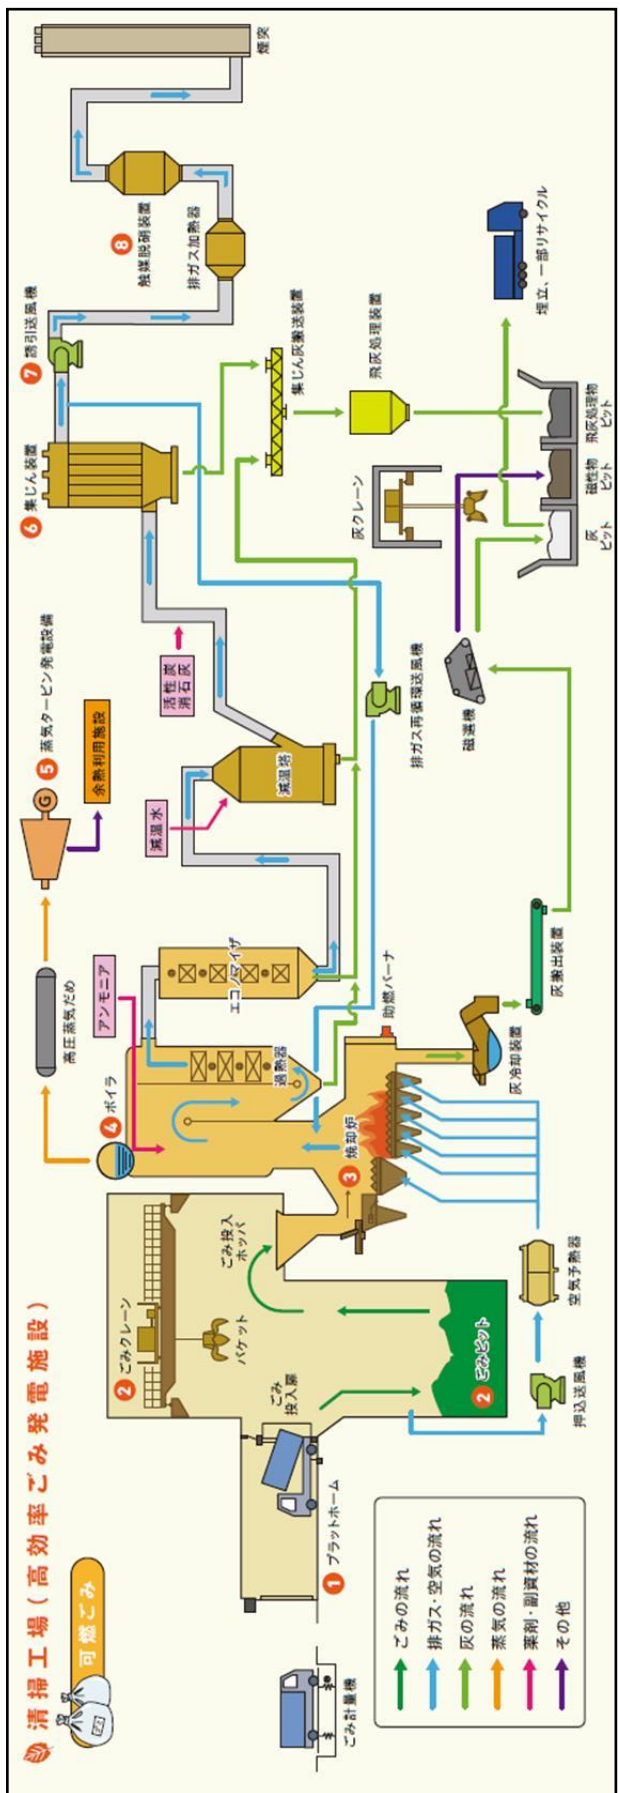 清掃工場(高効率ごみ発電施設)
可燃ごみ
ごみ計量機
1 プラットホーム
ごみ
投入扉
2 ごみクレーン
バケット
2 ごみピット
ごみ投入
ホッパ
押込送風機
空気予熱器
3 焼却炉
助燃バーナ
灰冷却装置
灰搬出装置
4 ボイラ
過熱器
アンモニア
高圧蒸気だめ
エコノマイザ
5 蒸気タービン発電設備
G
余熱利用施設
減温水
減温塔
活性炭
消石灰
排ガス再循環送風機
磁選機
6 集じん装置
7 誘引送風機
集じん灰搬送装置
飛灰処理装置
灰クレーン
灰
ピット
磁性物
ピット
飛灰処理物
ピット
埋立、一部リサイクル
排ガス加熱器
8 触媒脱硝装置
煙突
ごみの流れ
排ガス・空気の流れ
灰の流れ
蒸気の流れ
薬剤・副資材の流れ
その他